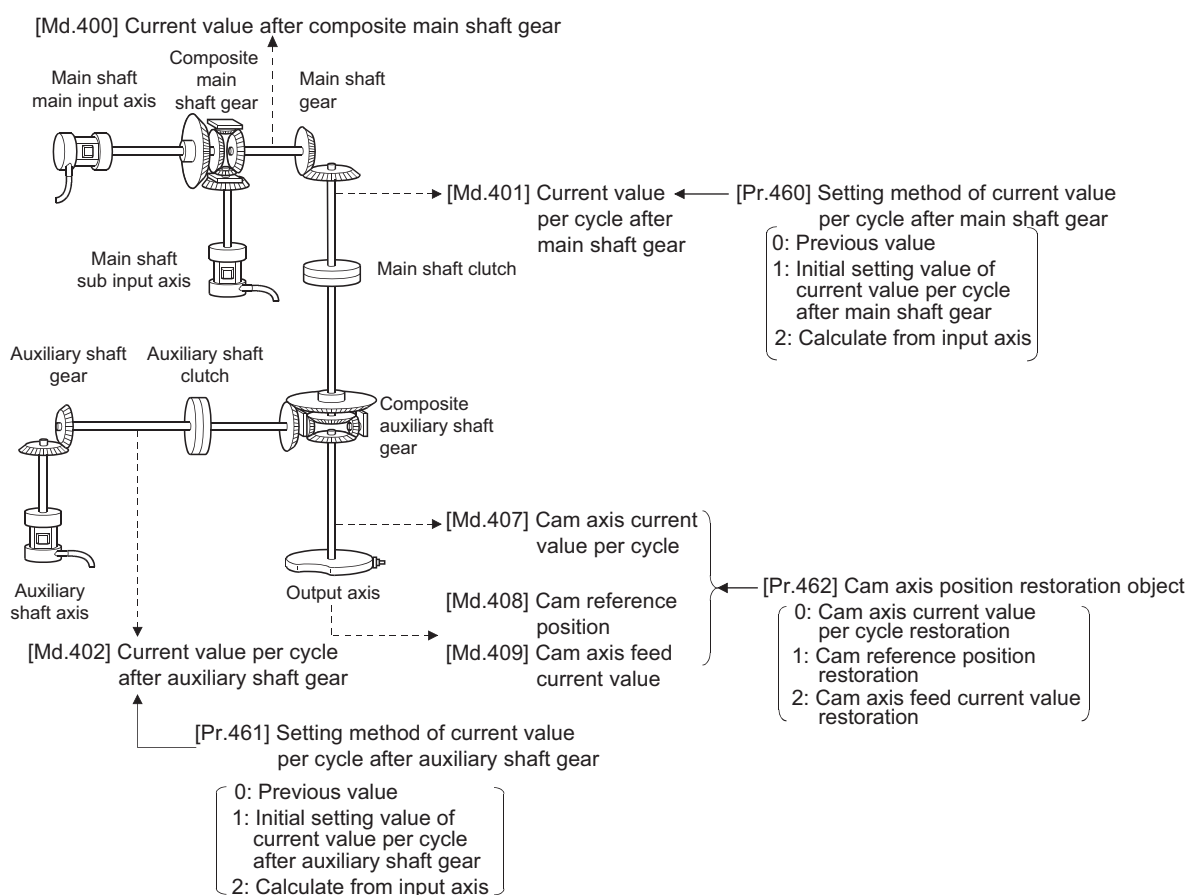 [Md.400] Current value after composite main shaft gear
Main shaft
main input axis
Composite
main
shaft gear
Main shaft
gear
[Md.401] Current value
per cycle after
main shaft gear
[Pr.460] Setting method of current value
per cycle after main shaft gear
0: Previous value
1: Initial setting value of
current value per cycle
after main shaft gear
2: Calculate from input axis
Main shaft
sub input axis
Main shaft clutch
Auxiliary shaft
gear
Auxiliary shaft
clutch
Composite
auxiliary shaft
gear
Auxiliary
shaft axis
[Md.407] Cam axis current
value per cycle
Output axis
[Md.408] Cam reference
position
[Md.409] Cam axis feed
current value
[Pr.462] Cam axis position restoration object
0: Cam axis current value
per cycle restoration
1: Cam reference position
restoration
2: Cam axis feed current value
restoration
[Md.402] Current value per cycle
after auxiliary shaft gear
[Pr.461] Setting method of current value
per cycle after auxiliary shaft gear
0: Previous value
1: Initial setting value of
current value per cycle
after auxiliary shaft gear
2: Calculate from input axis